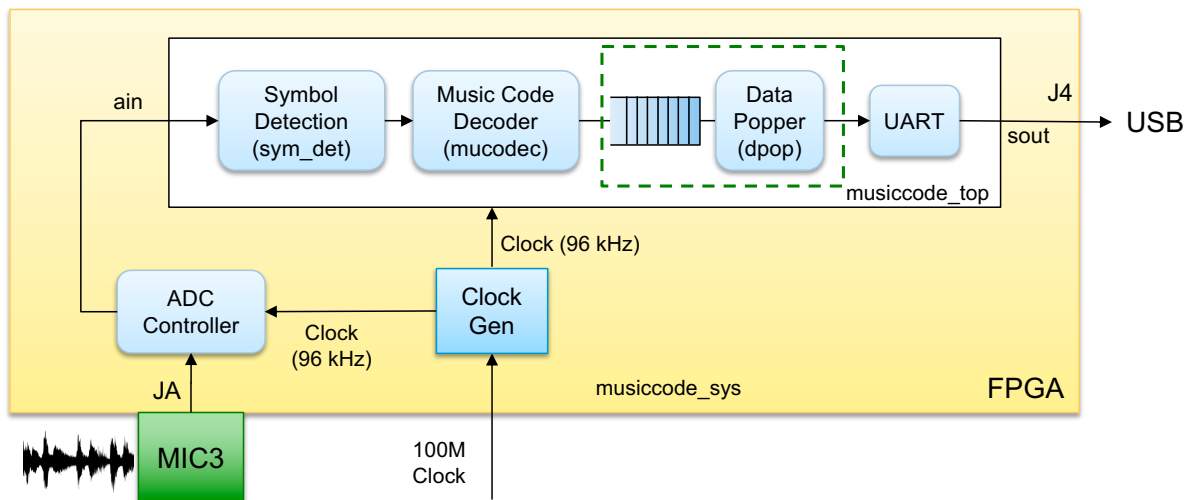 ain
Symbol
Detection
(sym_det)
Music Code
Decoder
(mucodec)
Data
Popper
(dpop)
UART
J4
sout
USB
musiccode_top
Clock (96 kHz)
ADC
Controller
Clock
(96 kHz)
Clock
Gen
JA
musiccode_sys
FPGA
MIC3
100M
Clock